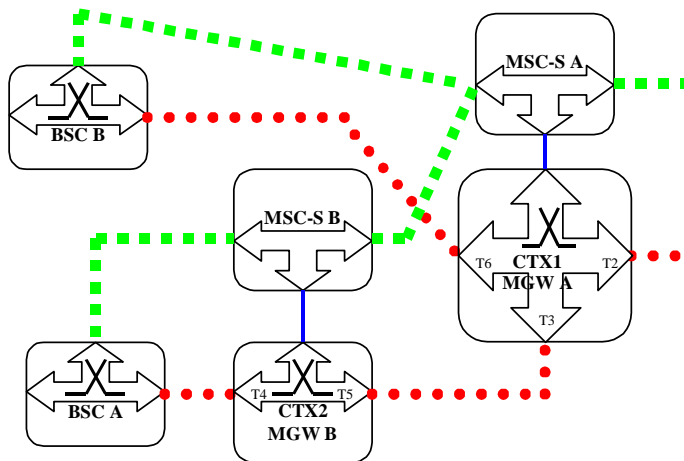 MSC-S A
BSC B
MSC-S B
T6
CTX1
T2
MGW A
T3
T4
T5
BSC A
CTX2
MGW B